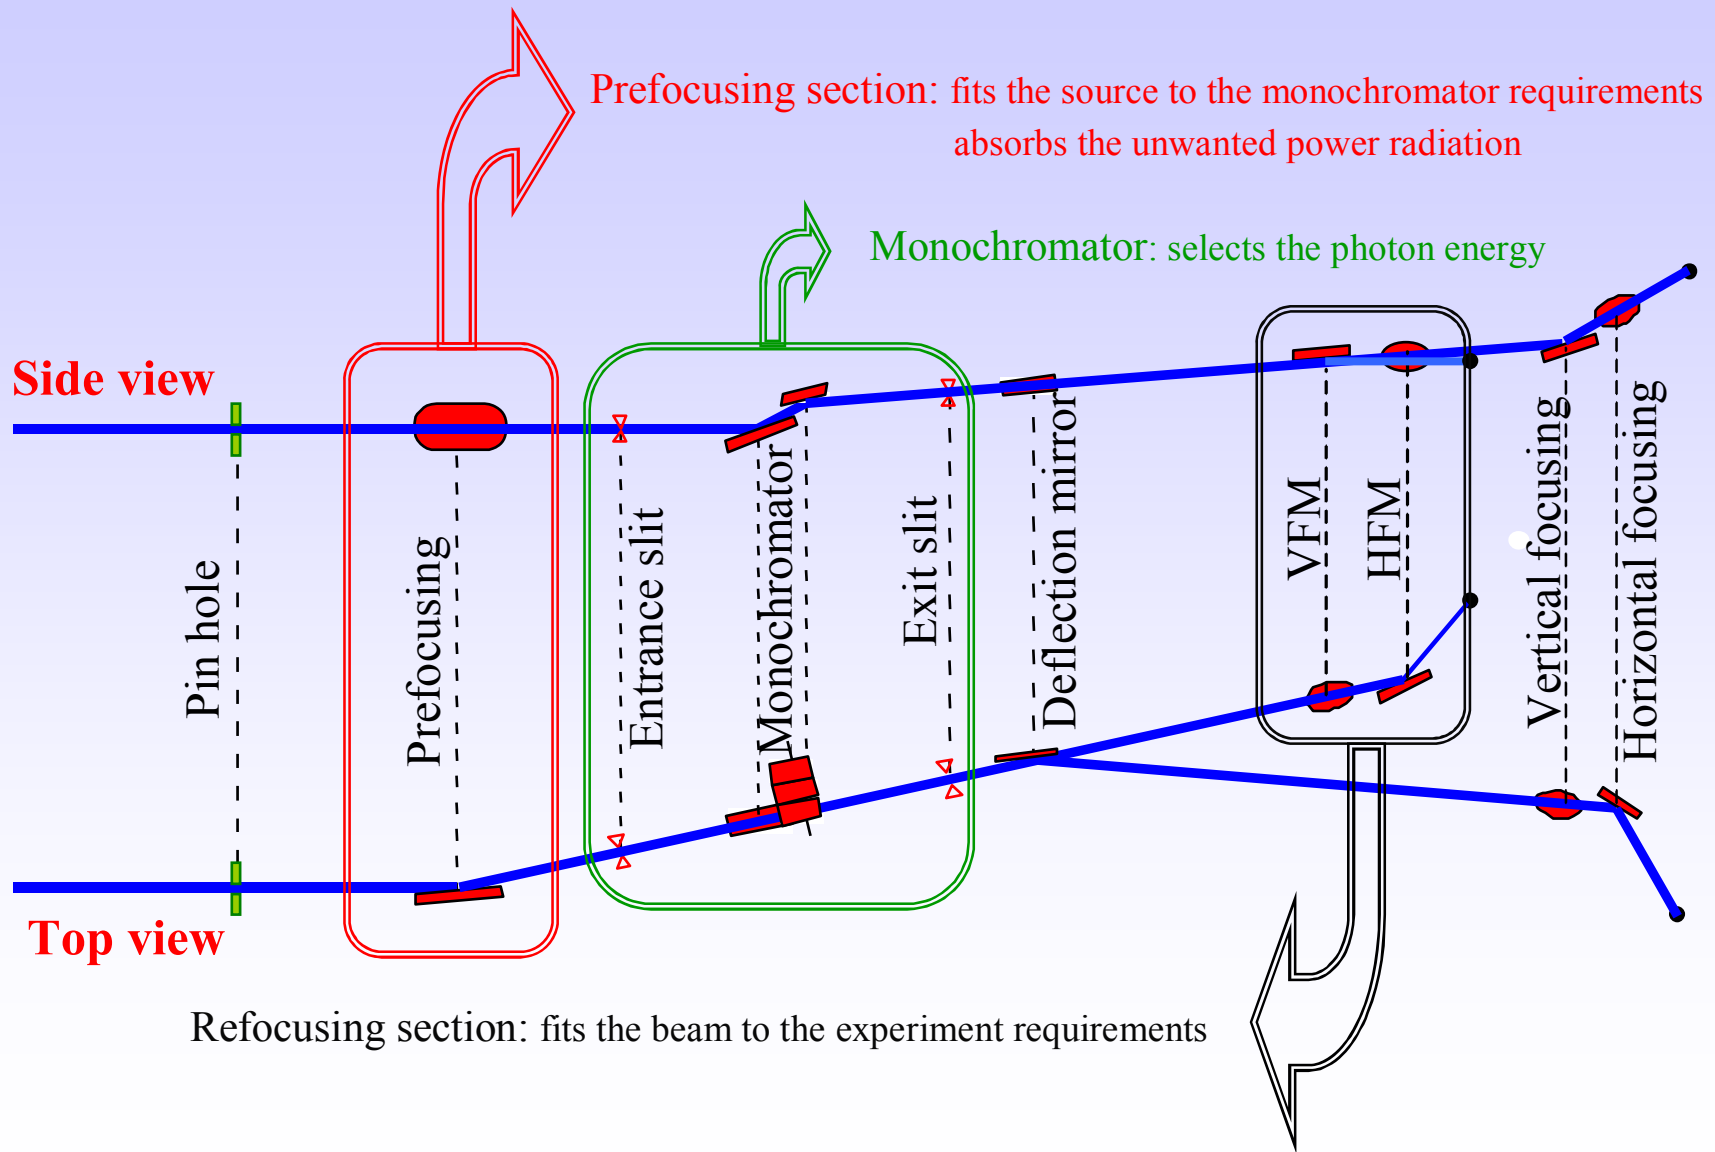 Prefocusing section: fits the source to the monochromator requirements
absorbs the unwanted power radiation
Monochromator: selects the photon energy
Side view
Pin hole
Prefocusing
Entrance slit
Monochromator
Exit slit
Deflection mirror
VFM
HFM
Vertical focusing
Horizontal focusing
Top view
Refocusing section: fits the beam to the experiment requirements